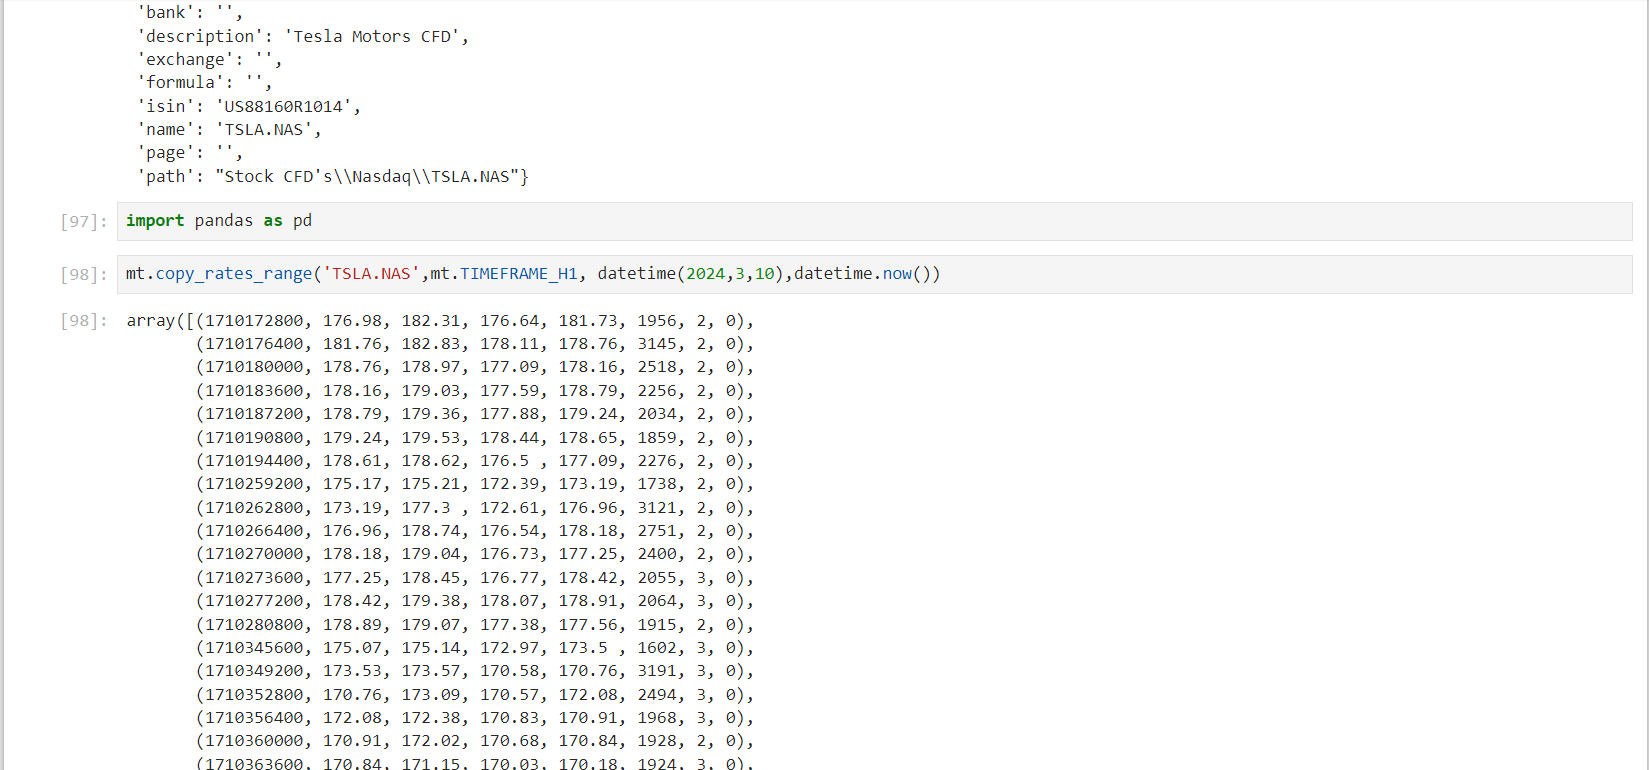 'bank': '',
'description': 'Tesla Motors CFD',
'exchange': '',
'formula': '',
'isin': 'US88160R1014',
'name': 'TSLA.NAS',
'page': '',
'path': "Stock CFD's\\Nasdaq\\TSLA.NAS"}
[97]: import pandas as pd
[98]: mt.copy_rates_range('TSLA.NAS',mt.TIMEFRAME_H1, datetime(2024,3,10),datetime.now())
[98]: array([(1710172800, 176.98, 182.31, 176.64, 181.73, 1956, 2, 0),
(1710176400, 181.76, 182.83, 178.11, 178.76, 3145, 2, 0),
(1710180000, 178.76, 178.97, 177.09, 178.16, 2518, 2, 0),
(1710183600, 178.16, 179.03, 177.59, 178.79, 2256, 2, 0),
(1710187200, 178.79, 179.36, 177.88, 179.24, 2034, 2, 0),
(1710190800, 179.24, 179.53, 178.44, 178.65, 1859, 2, 0),
(1710194400, 178.61, 178.62, 176.5 , 177.09, 2276, 2, 0),
(1710259200, 175.17, 175.21, 172.39, 173.19, 1738, 2, 0),
(1710262800, 173.19, 177.3 , 172.61, 176.96, 3121, 2, 0),
(1710266400, 176.96, 178.74, 176.54, 178.18, 2751, 2, 0),
(1710270000, 178.18, 179.04, 176.73, 177.25, 2400, 2, 0),
(1710273600, 177.25, 178.45, 176.77, 178.42, 2055, 3, 0),
(1710277200, 178.42, 179.38, 178.07, 178.91, 2064, 3, 0),
(1710280800, 178.89, 179.07, 177.38, 177.56, 1915, 2, 0),
(1710345600, 175.07, 175.14, 172.97, 173.5 , 1602, 3, 0),
(1710349200, 173.53, 173.57, 170.58, 170.76, 3191, 3, 0),
(1710352800, 170.76, 173.09, 170.57, 172.08, 2494, 3, 0),
(1710356400, 172.08, 172.38, 170.83, 170.91, 1968, 3, 0),
(1710360000, 170.91, 172.02, 170.68, 170.84, 1928, 2, 0),
(1710363600, 170.84, 171.15, 170.03, 170.18, 1924, 3, 0),